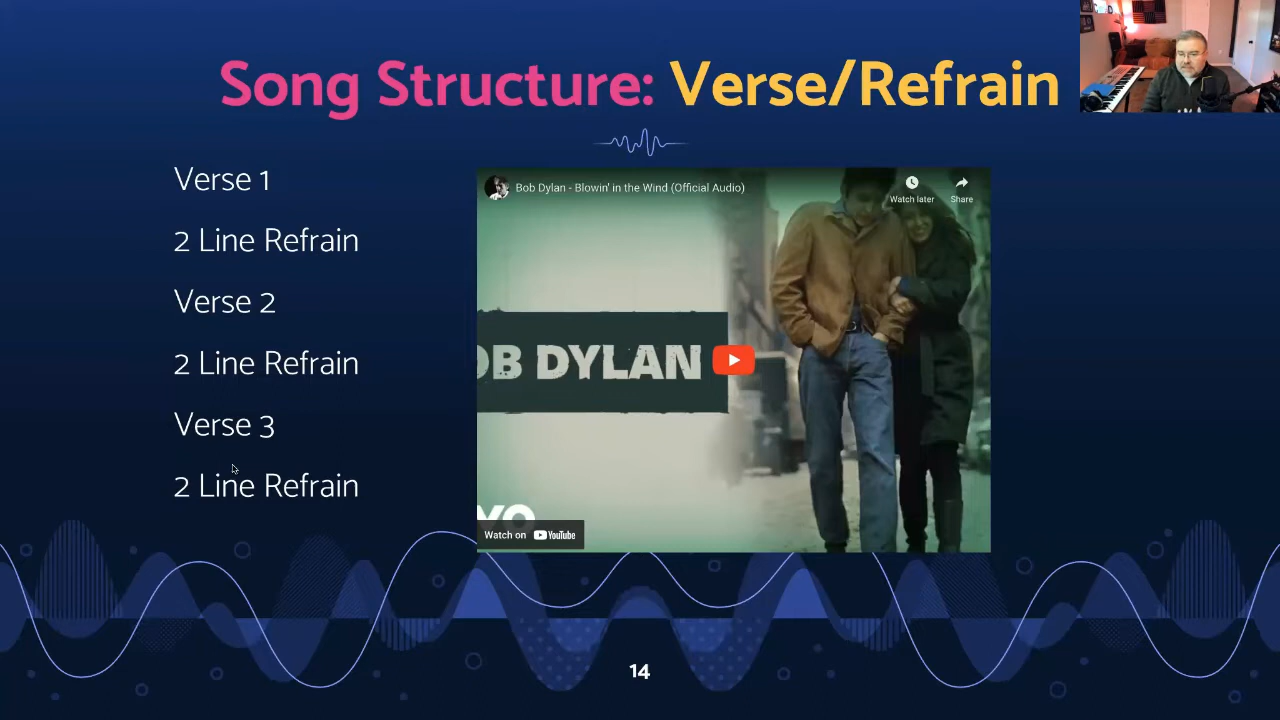 Song Structure: Verse/Refrain
Verse 1
2 Line Refrain
Verse 2
2 Line Refrain
Verse 3
2 Line Refrain
Bob Dylan - Blowin' in the Wind (Official Audio)
Watch later
Share
OB DYLAN
VO
Watch on YouTube
14